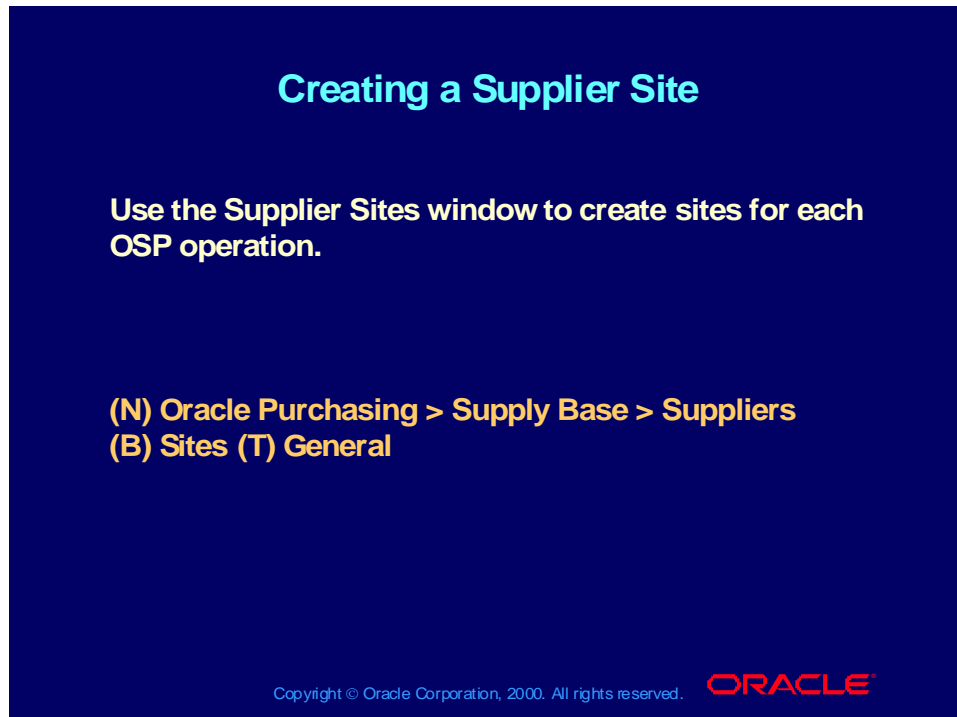 Creating a Supplier Site
Use the Supplier Sites window to create sites for each
OSP operation.
(N) Oracle Purchasing > Supply Base > Suppliers
(B) Sites (T) General
Copyright © Oracle Corporation, 2000. All rights reserved.
ORACLE®